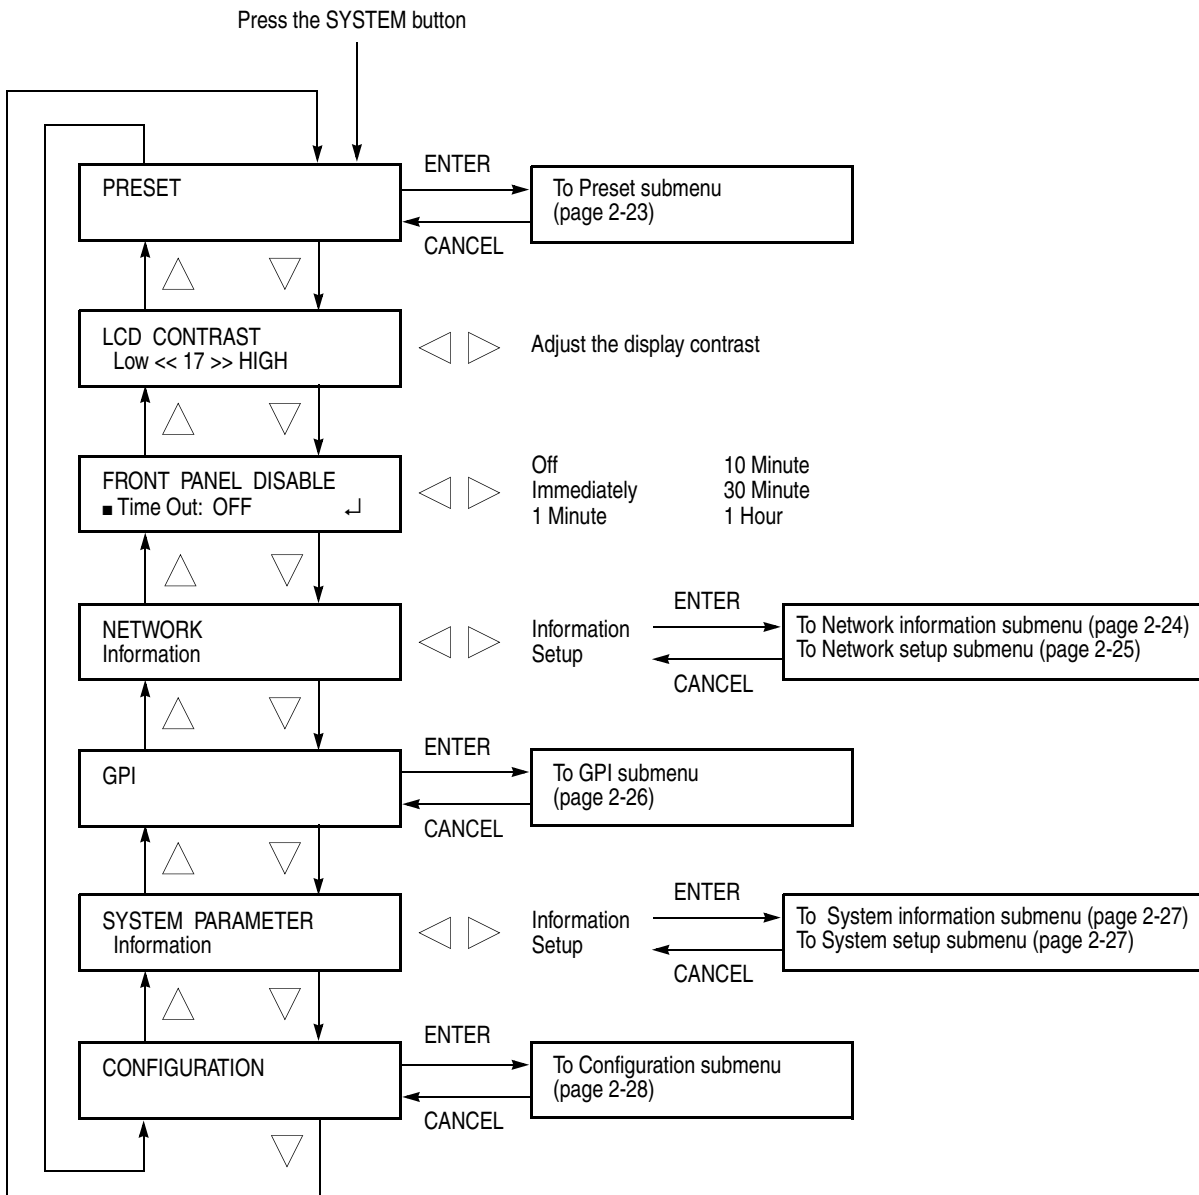 Press the SYSTEM button
ENTER
PRESET
To Preset submenu
(page 2-23)
CANCEL
LCD CONTRAST
Low << 17 >> HIGH
Adjust the display contrast
FRONT PANEL DISABLE
■ Time Out: OFF ↵
Off 10 Minute
Immediately 30 Minute
1 Minute 1 Hour
ENTER
NETWORK
Information
Information
Setup
To Network information submenu (page 2-24)
To Network setup submenu (page 2-25)
CANCEL
ENTER
GPI
To GPI submenu
(page 2-26)
CANCEL
ENTER
SYSTEM PARAMETER
Information
Information
Setup
To System information submenu (page 2-27)
To System setup submenu (page 2-27)
CANCEL
ENTER
CONFIGURATION
To Configuration submenu
(page 2-28)
CANCEL